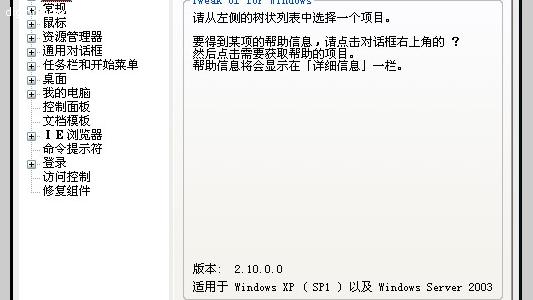 常规
鼠标
资源管理器
通用对话框
任务栏和开始菜单
桌面
我的电脑
控制面板
文档模板
ＩＥ浏览器
命令提示符
登录
访问控制
修复组件
Tweak UI for Windows
请从左侧的树状列表中选择一个项目。
要得到某项的帮助信息，请点击对话框右上角的 ？
然后点击需要获取帮助的项目。
帮助信息将会显示在「详细信息」一栏。
版本: 2.10.0.0
适用于 Windows XP ( SP1 ) 以及 Windows Server 2003